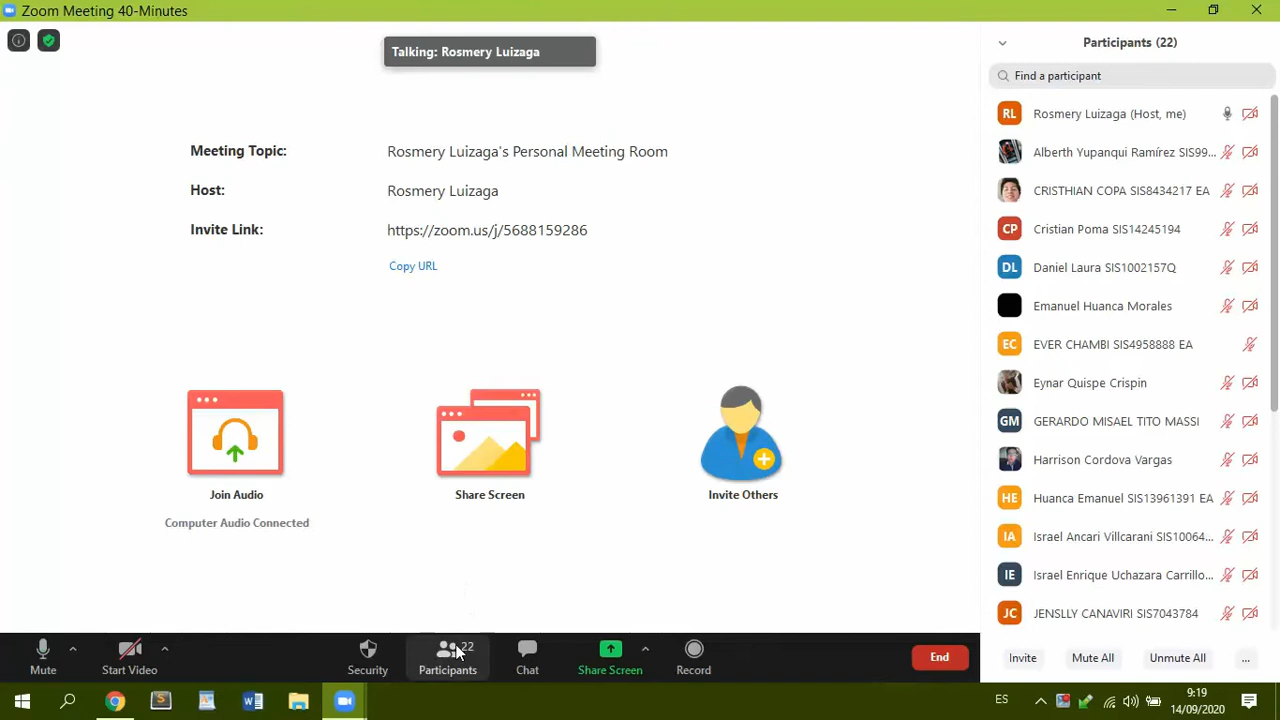 Zoom Meeting 40-Minutes
Talking: Rosmery Luizaga
Meeting Topic: Rosmery Luizaga's Personal Meeting Room
Host: Rosmery Luizaga
Invite Link: https://zoom.us/j/5688159286
Copy URL
Join Audio
Share Screen
Invite Others
Computer Audio Connected
Participants (22)
Find a participant
RL Rosmery Luizaga (Host, me)
Alberth Yupanqui Ramírez SIS99...
CRISTHIAN COPA SIS8434217 EA
CP Cristian Poma SIS14245194
DL Daniel Laura SIS1002157Q
Emanuel Huanca Morales
EC EVER CHAMBI SIS4958888 EA
Eynar Quispe Crispin
GM GERARDO MISAEL TITO MASSI
Harrison Cordova Vargas
HE Huanca Emanuel SIS13961391 EA
IA Israel Ancari Villcarani SIS10064...
IE Israel Enrique Uchazara Carrillo...
JC JENSLLY CANAVIRI SIS7043784
Invite
Mute All
Unmute All
...
Mute
Start Video
Security
22
Participants
Chat
Share Screen
Record
End
ES
9:19
14/09/2020